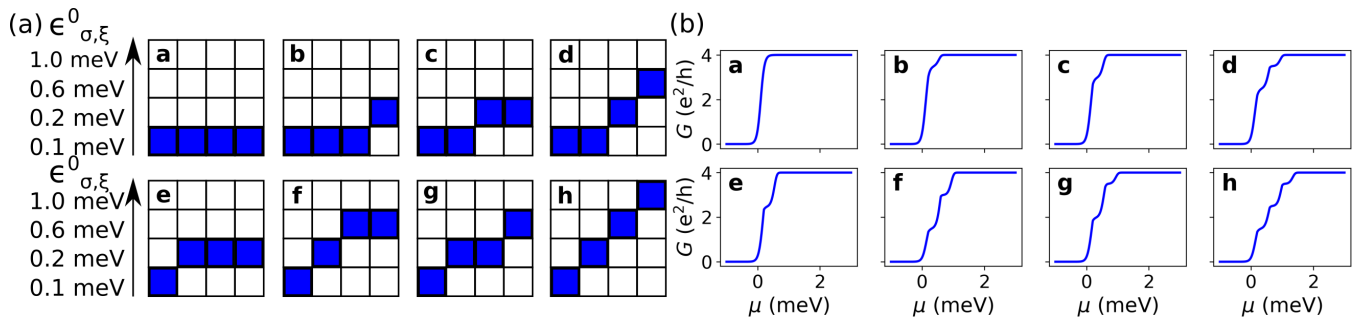 (a) ϵ⁰σ,ξ
1.0 meV
0.6 meV
0.2 meV
0.1 meV
a b c d
ϵ⁰σ,ξ
1.0 meV
0.6 meV
0.2 meV
0.1 meV
e f g h
(b)
G (e²/h)
4
2
0
a b c d
G (e²/h)
4
2
0
e f g h
0 2 0 2 0 2 0 2
μ (meV) μ (meV) μ (meV) μ (meV)